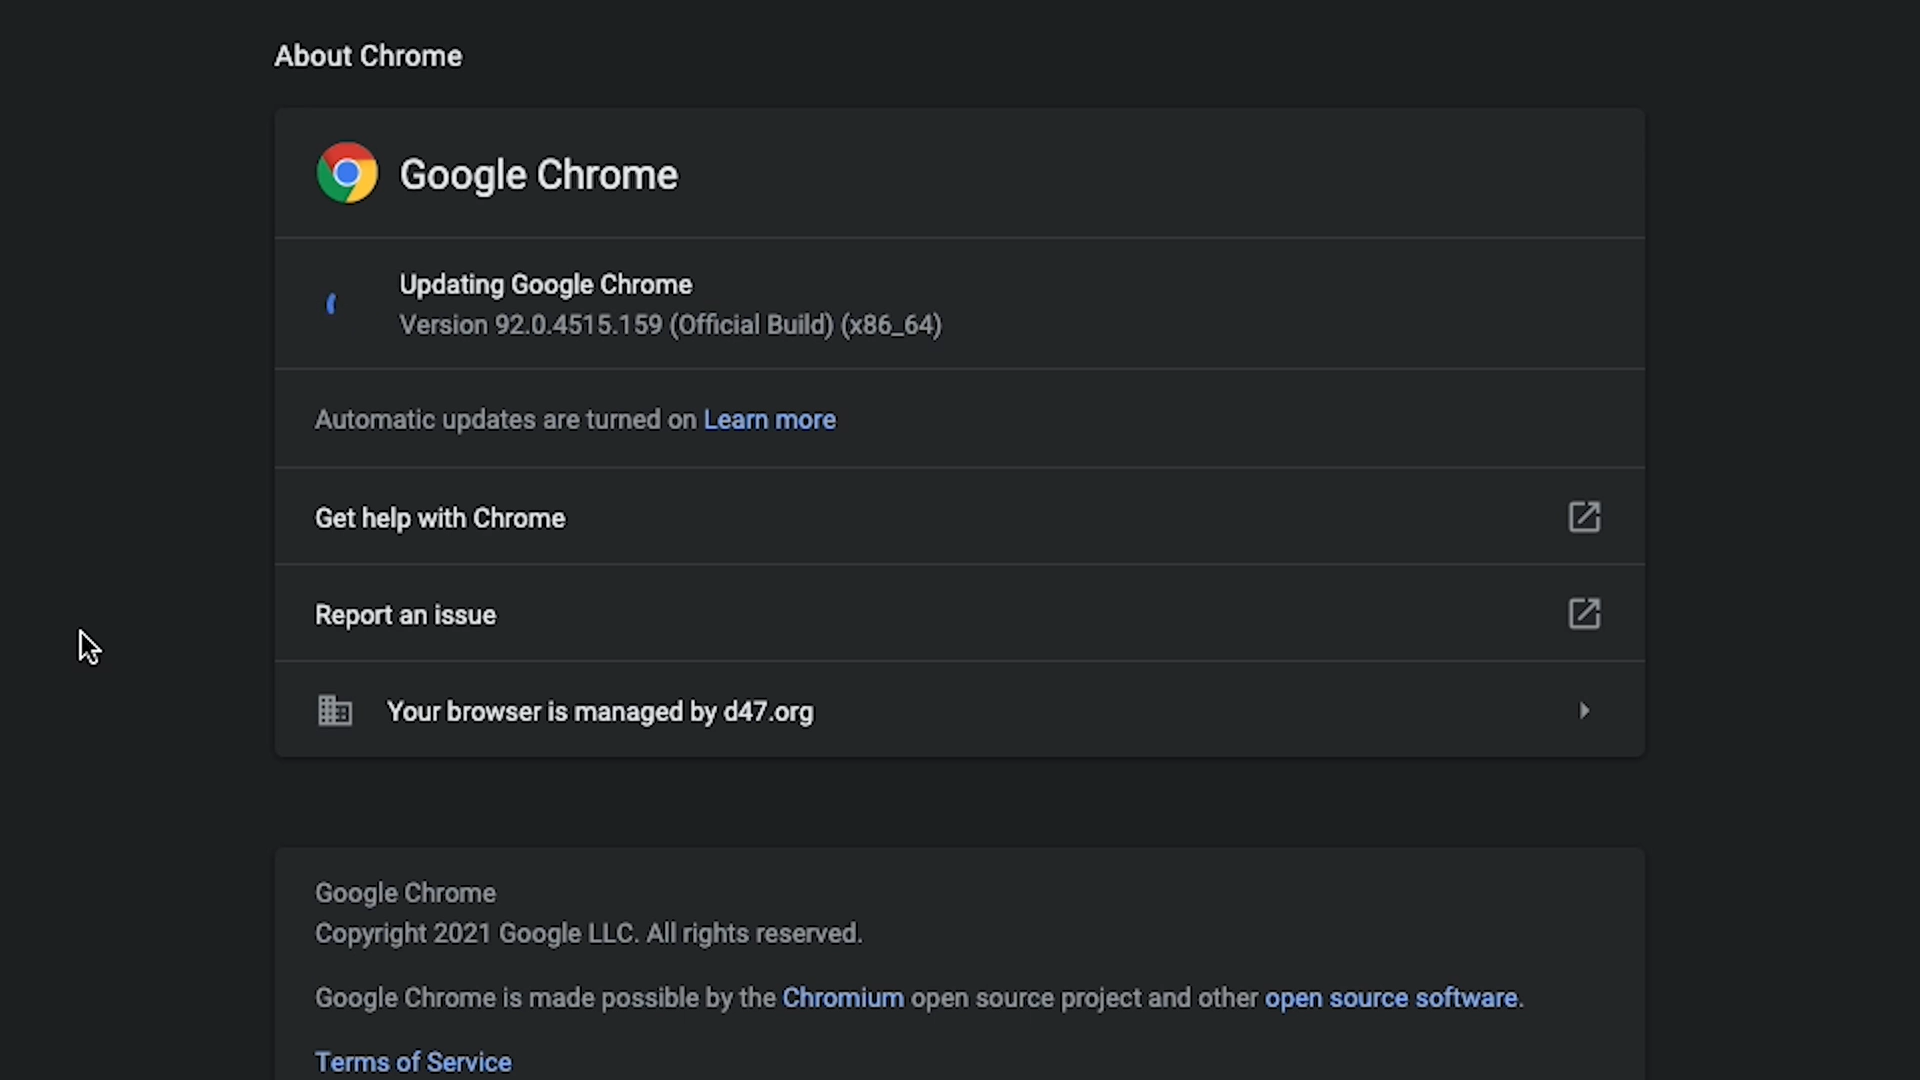 About Chrome
Google Chrome
Updating Google Chrome
Version 92.0.4515.159 (Official Build) (x86_64)
Automatic updates are turned on Learn more
Get help with Chrome
Report an issue
Your browser is managed by d47.org
Google Chrome
Copyright 2021 Google LLC. All rights reserved.
Google Chrome is made possible by the Chromium open source project and other open source software.
Terms of Service